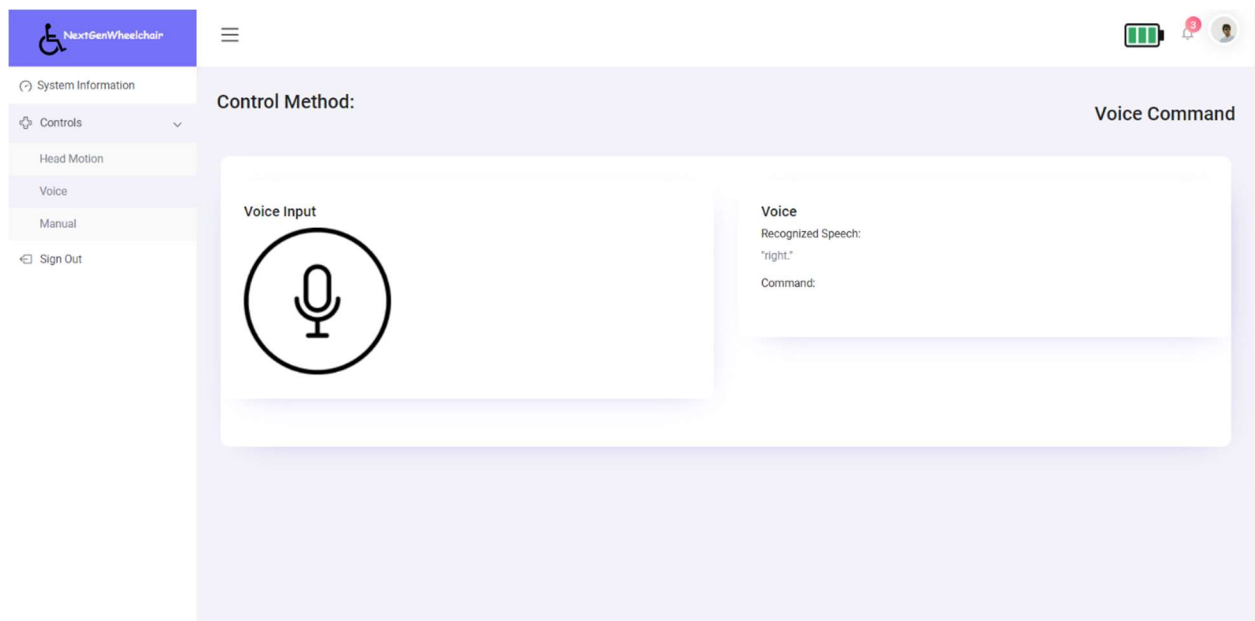 NextGenWheelchair
3
System Information
Controls
Head Motion
Voice
Manual
Sign Out
Control Method:
Voice Command
Voice Input
Voice
Recognized Speech:
"right."
Command: